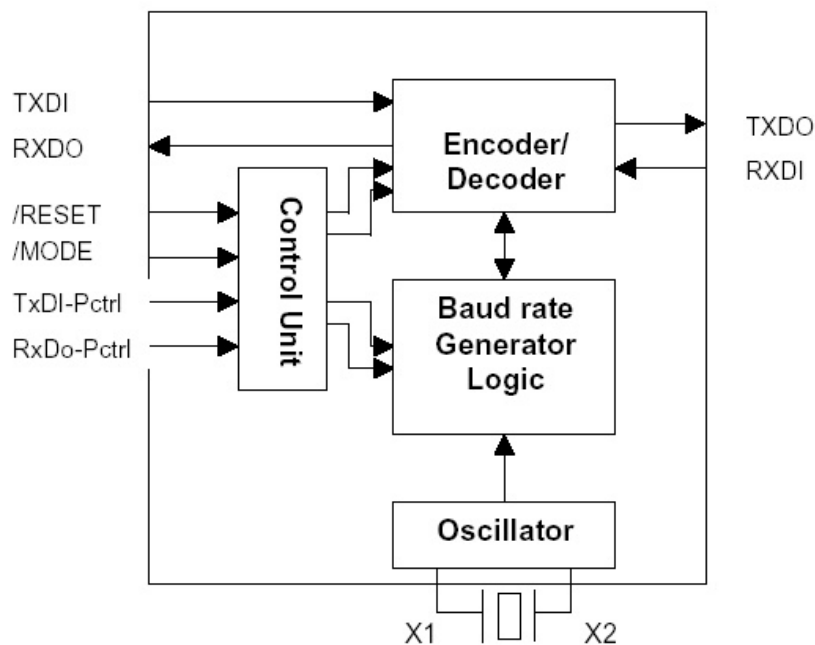 TXDI
RXDO
/RESET
/MODE
TxDI-Pctrl
RxDo-Pctrl
Control Unit
Encoder/
Decoder
TXDO
RXDI
Baud rate
Generator
Logic
Oscillator
X1
X2